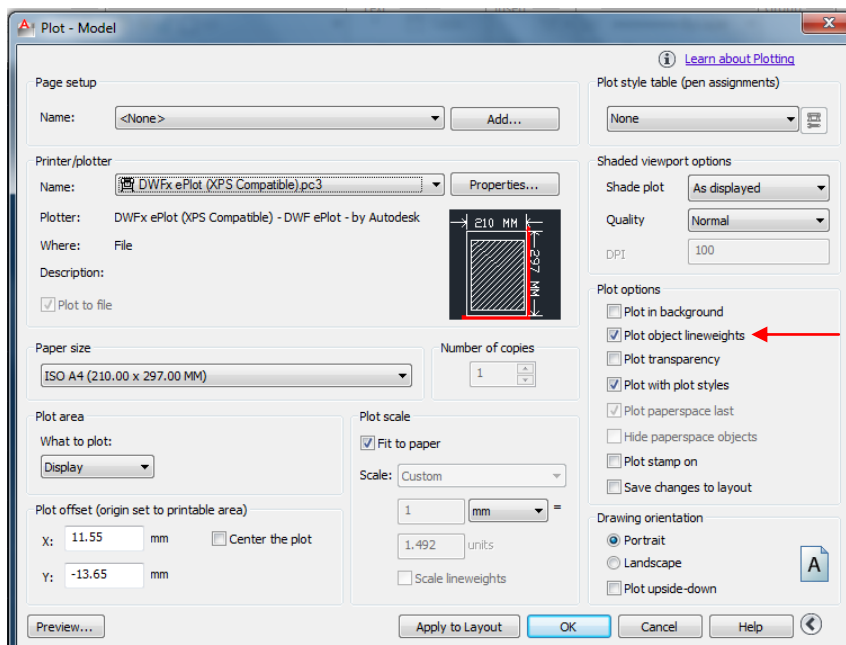 Plot - Model
Learn about Plotting
Page setup
Name: <None> Add...
Plot style table (pen assignments)
None
Printer/plotter
Name: DWFx ePlot (XPS Compatible).pc3 Properties...
Plotter: DWFx ePlot (XPS Compatible) - DWF ePlot - by Autodesk
Where: File
Description:
Plot to file
210 MM
297 MM
Shaded viewport options
Shade plot As displayed
Quality Normal
DPI 100
Paper size
ISO A4 (210.00 x 297.00 MM)
Number of copies
1
Plot options
Plot in background
Plot object lineweights
Plot transparency
Plot with plot styles
Plot paperspace last
Hide paperspace objects
Plot stamp on
Save changes to layout
Plot area
What to plot:
Display
Plot scale
Fit to paper
Scale: Custom
1 mm =
1.492 units
Scale lineweights
Plot offset (origin set to printable area)
X: 11.55 mm Center the plot
Y: -13.65 mm
Drawing orientation
Portrait
Landscape
Plot upside-down
A
Preview... Apply to Layout OK Cancel Help